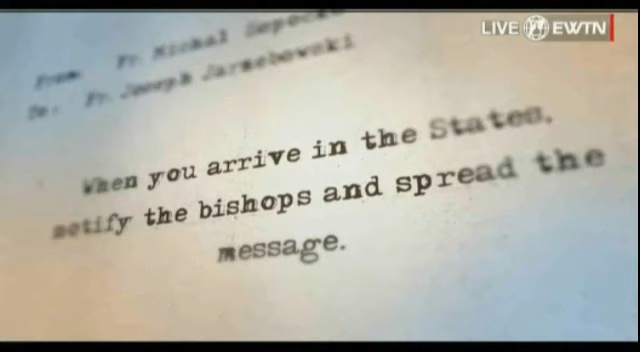 LIVE EWTN
From Fr. Michal
To: Fr. Joseph Jarzebowski
When you arrive in the States,
notify the bishops and spread the
message.